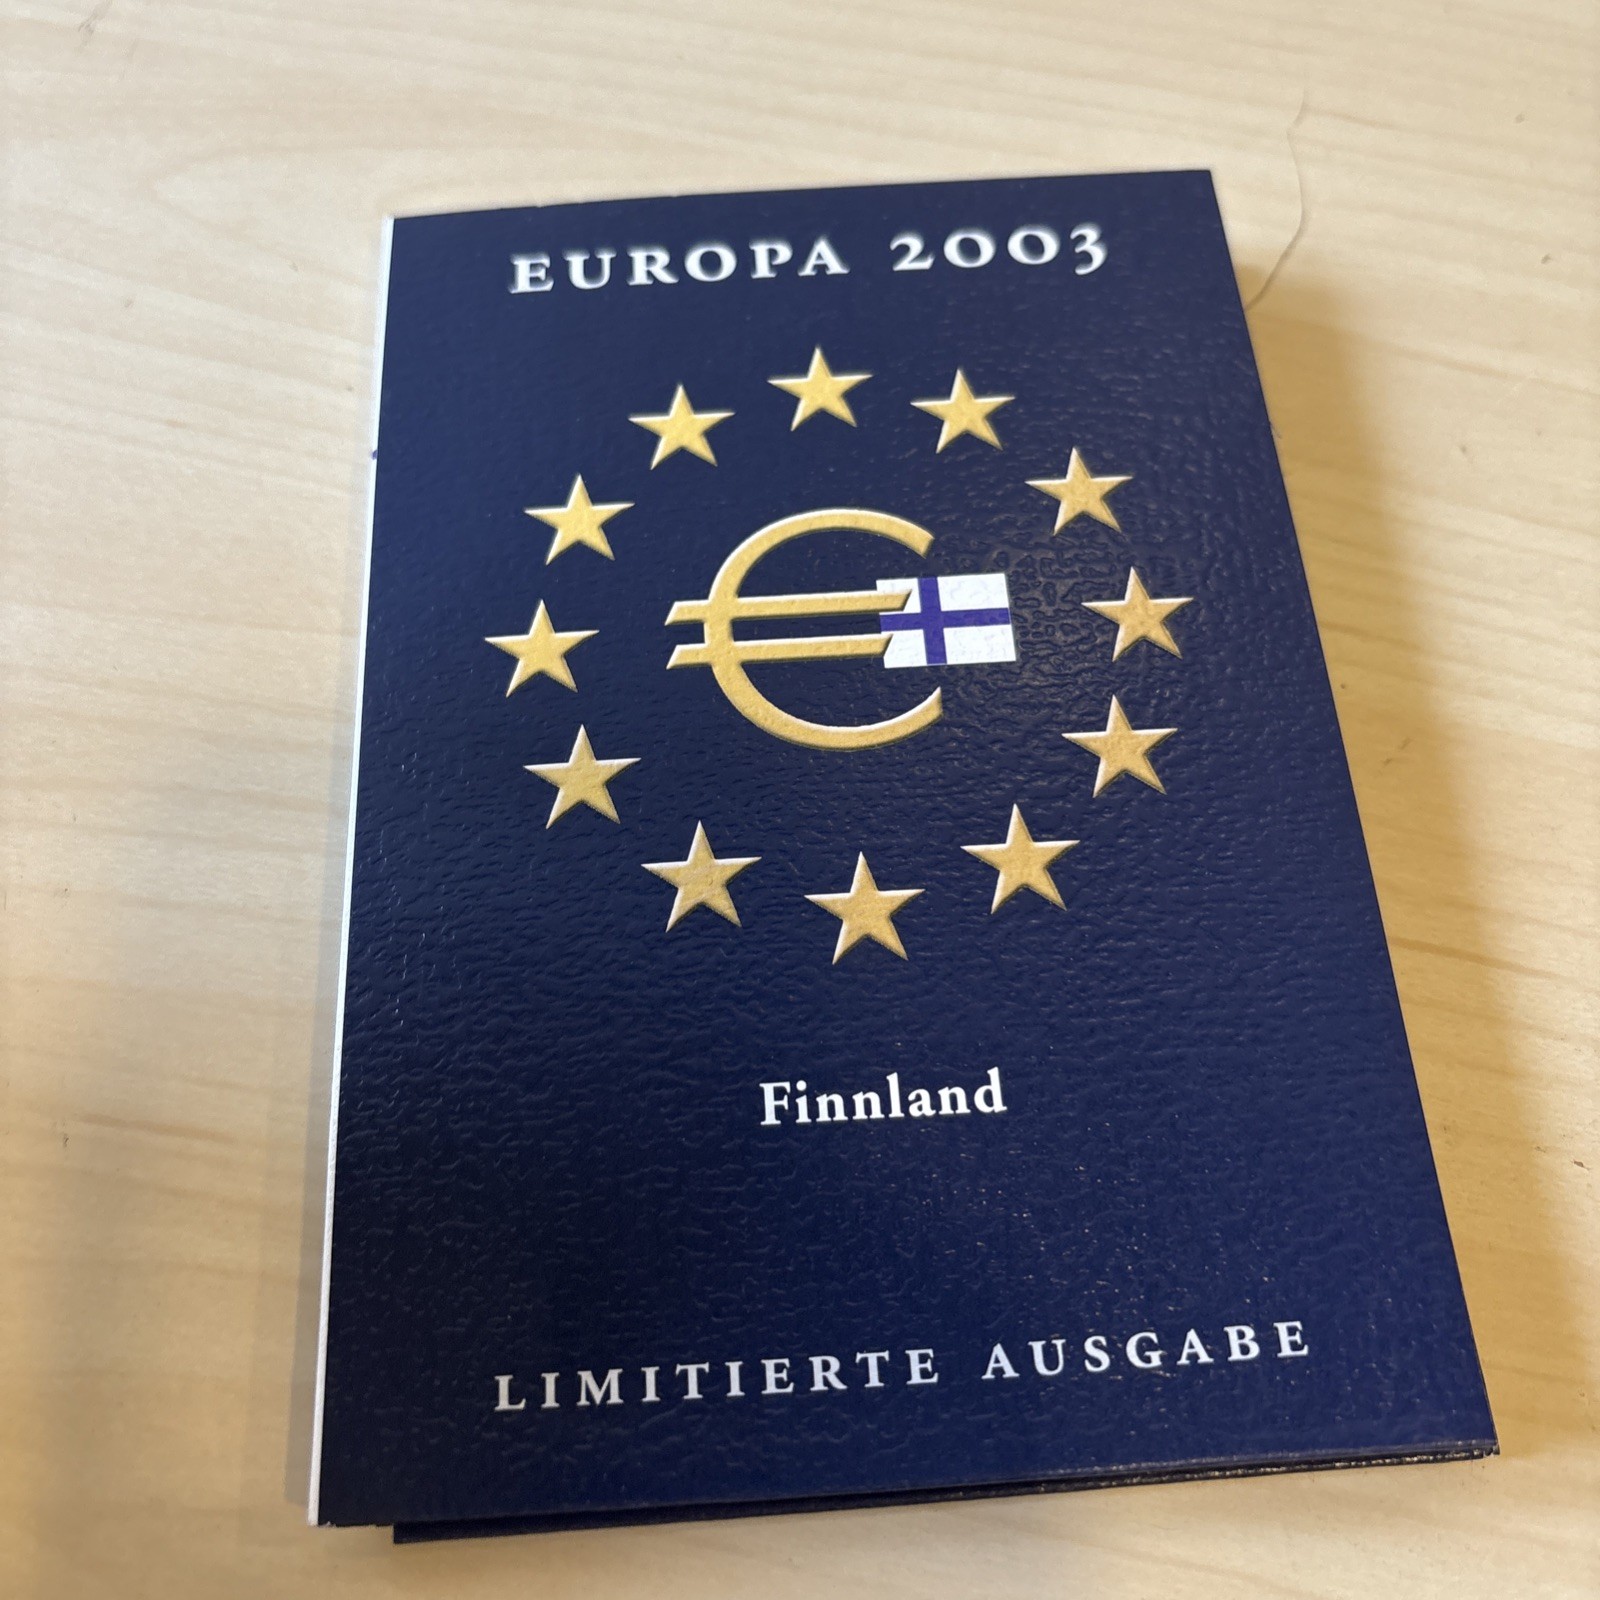 EUROPA 2003
€
Finnland
LIMITIERTE AUSGABE